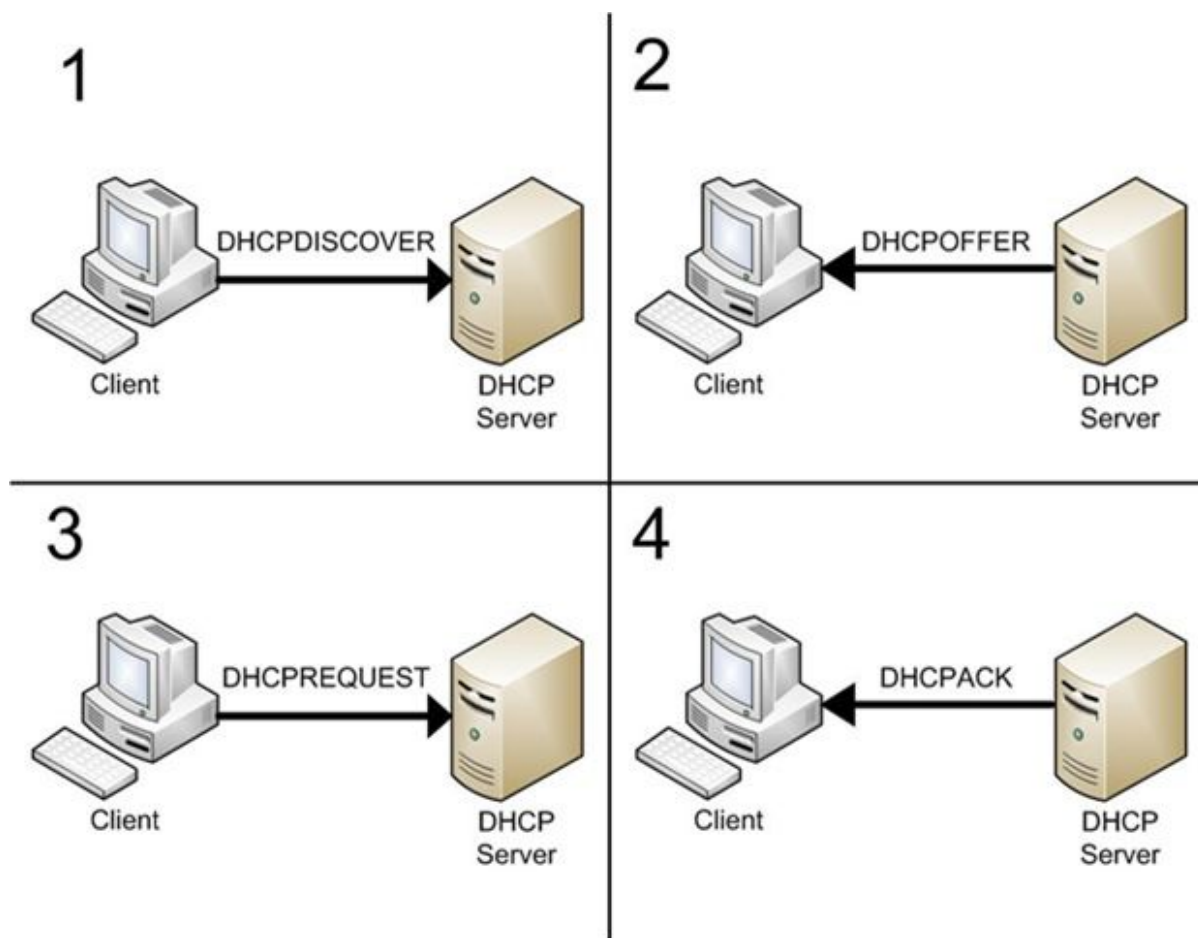 1
DHCPDISCOVER
Client
DHCP
Server
2
DHCPOFFER
Client
DHCP
Server
3
DHCPREQUEST
Client
DHCP
Server
4
DHCPACK
Client
DHCP
Server